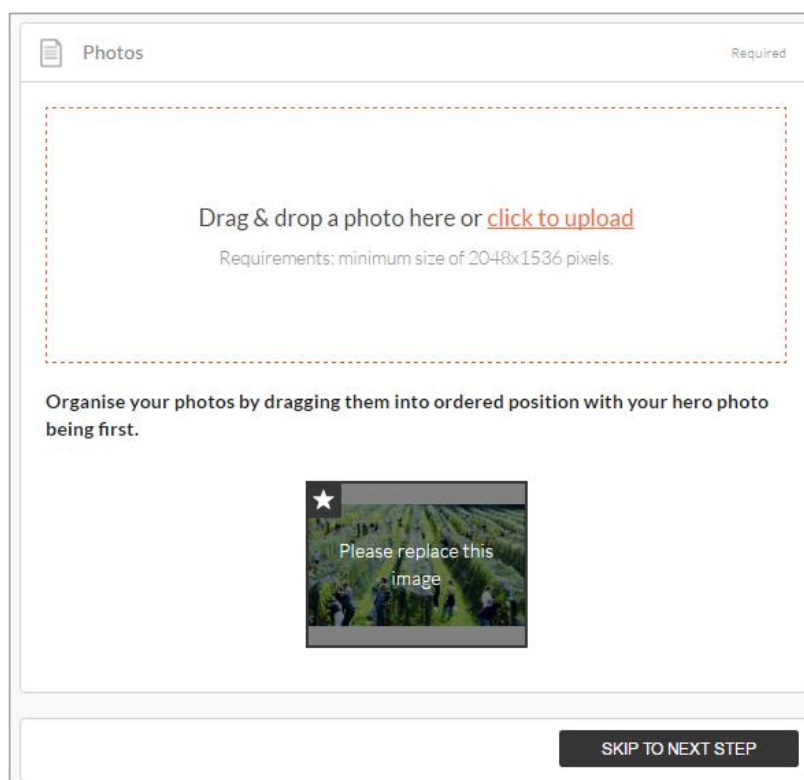 Photos
Required
Drag & drop a photo here or click to upload
Requirements: minimum size of 2048x1536 pixels.
Organise your photos by dragging them into ordered position with your hero photo
being first.
Please replace this
image
SKIP TO NEXT STEP